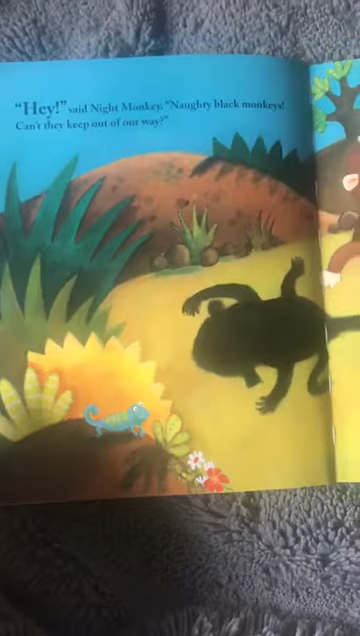 “Hey!” said Night Monkey. “Naughty black monkeys!
Can't they keep out of our way?”